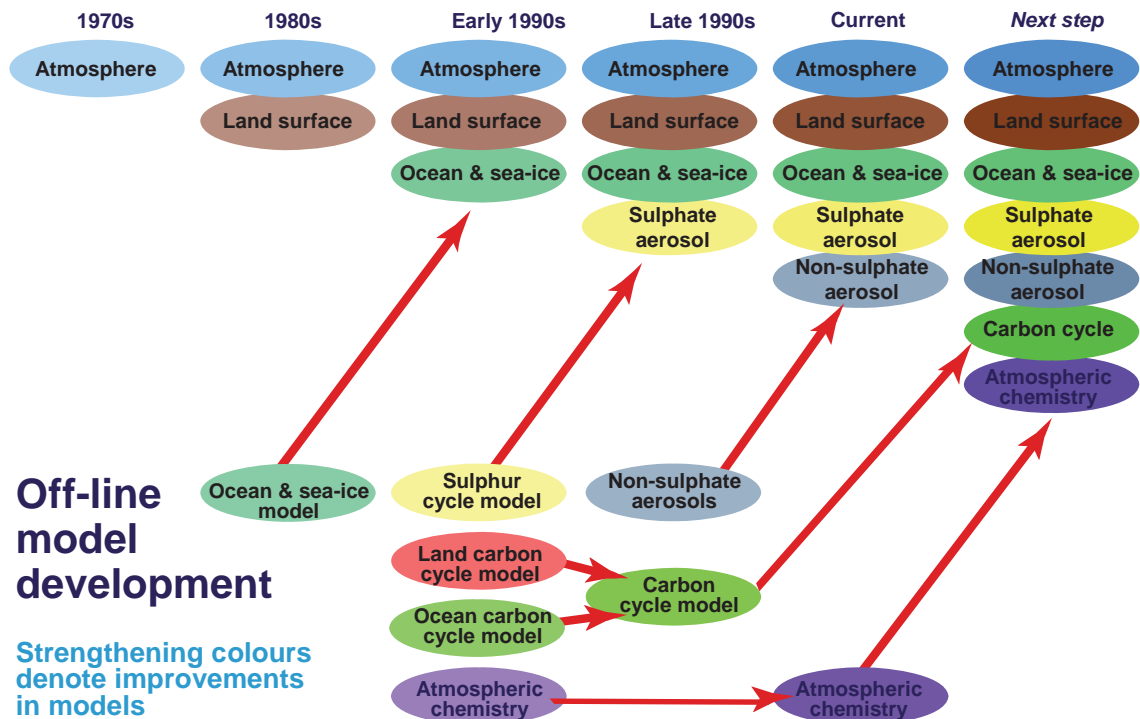 1970s
1980s
Early 1990s
Late 1990s
Current
Next step
Atmosphere
Atmosphere
Atmosphere
Atmosphere
Atmosphere
Atmosphere
Land surface
Land surface
Land surface
Land surface
Land surface
Ocean & sea-ice
Ocean & sea-ice
Ocean & sea-ice
Ocean & sea-ice
Sulphate
aerosol
Sulphate
aerosol
Sulphate
aerosol
Non-sulphate
aerosol
Non-sulphate
aerosol
Carbon cycle
Atmospheric
chemistry
Off-line
model
development
Strengthening colours
denote improvements
in models
Ocean & sea-ice
model
Sulphur
cycle model
Non-sulphate
aerosols
Land carbon
cycle model
Carbon
cycle model
Ocean carbon
cycle model
Atmospheric
chemistry
Atmospheric
chemistry